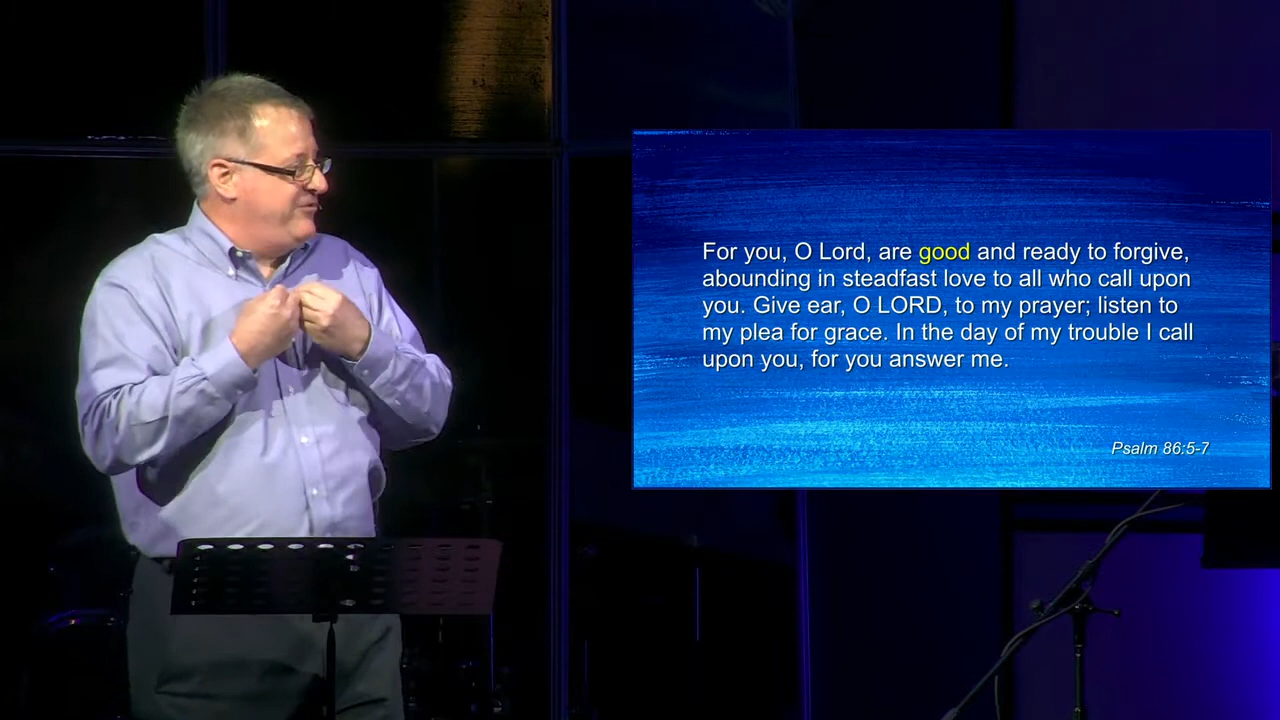 For you, O Lord, are good and ready to forgive,
abounding in steadfast love to all who call upon
you. Give ear, O LORD, to my prayer; listen to
my plea for grace. In the day of my trouble I call
upon you, for you answer me.
Psalm 86:5-7